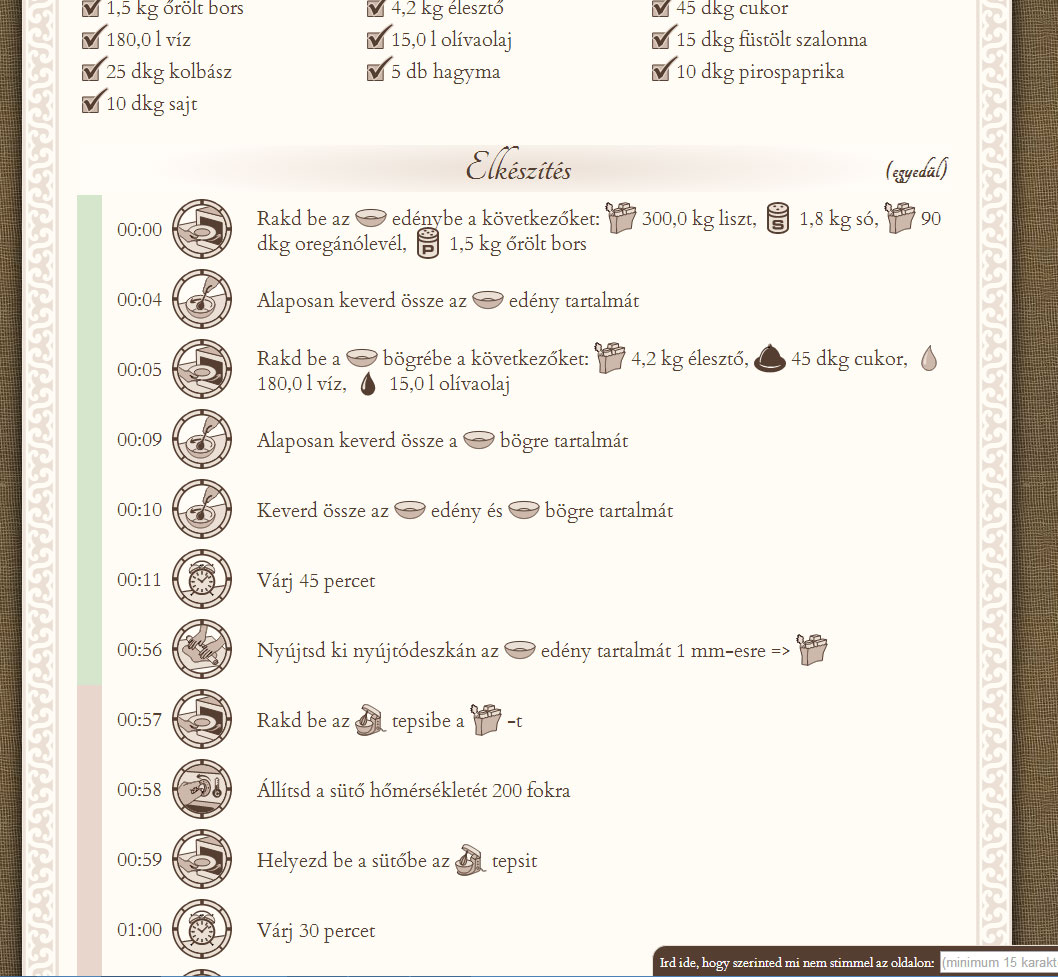 1,5 kg őrölt bors 4,2 kg élesztő 45 dkg cukor
180,0 l víz 15,0 l olívaolaj 15 dkg füstölt szalonna
25 dkg kolbász 5 db hagyma 10 dkg pirospaprika
10 dkg sajt
Elkészítés (egyedül)
00:00 Rakd be az edénybe a következőket: 300,0 kg liszt, S 1,8 kg só, 90
dkg oregánólevél, P 1,5 kg őrölt bors
00:04 Alaposan keverd össze az edény tartalmát
00:05 Rakd be a bögrébe a következőket: 4,2 kg élesztő, 45 dkg cukor,
180,0 l víz, 15,0 l olívaolaj
00:09 Alaposan keverd össze a bögre tartalmát
00:10 Keverd össze az edény és bögre tartalmát
00:11 Várj 45 percet
00:56 Nyújtsd ki nyújtódeszkán az edény tartalmát 1 mm-esre =>
00:57 Rakd be az tepsibe a -t
00:58 Állítsd a sütő hőmérsékletét 200 fokra
00:59 Helyezd be a sütőbe az tepsit
01:00 Várj 30 percet
Ird ide, hogy szerinted mi nem stimmel az oldalon: (minimum 15 karakt